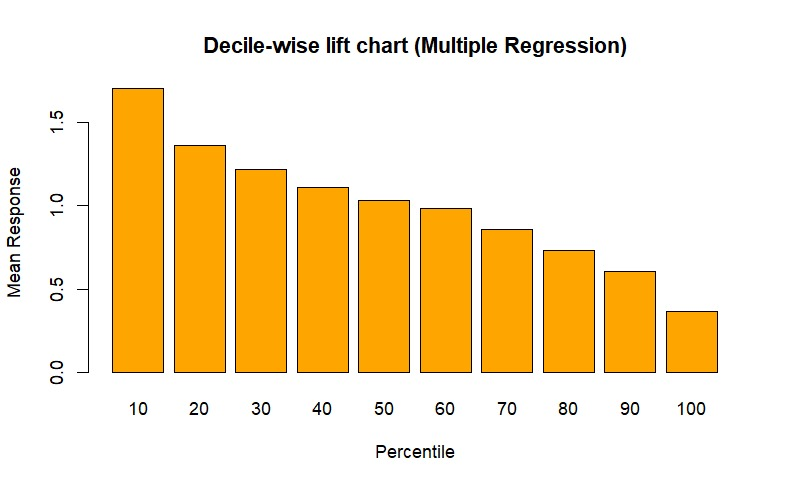 Decile-wise lift chart (Multiple Regression)
Mean Response
1.5
1.0
0.5
0.0
10 20 30 40 50 60 70 80 90 100
Percentile